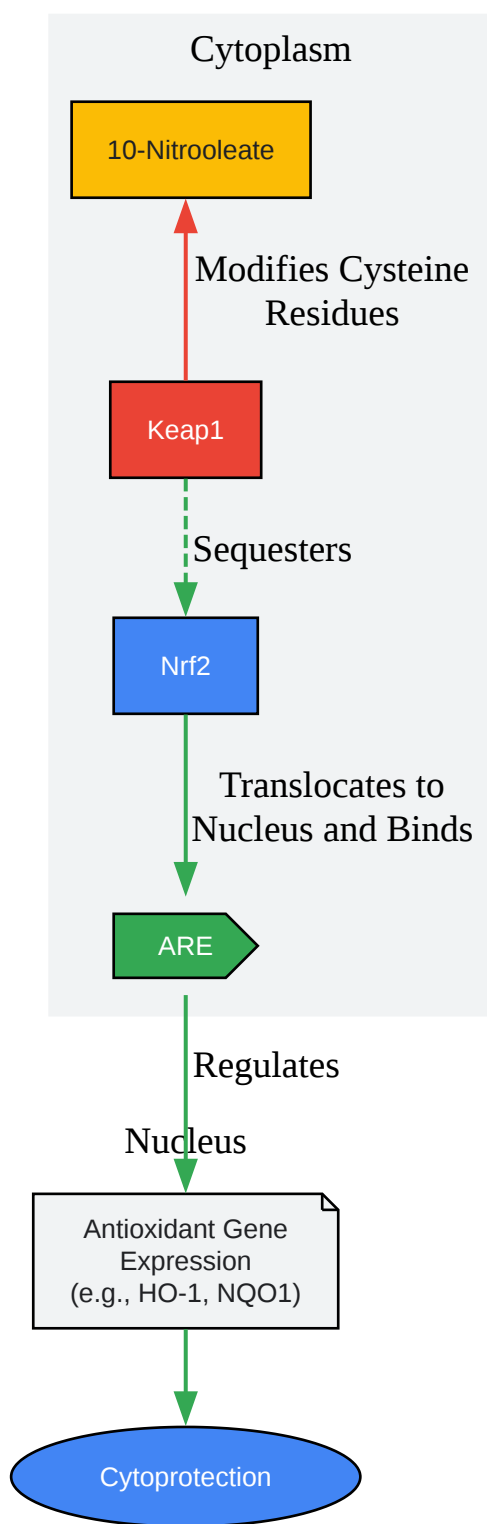 Cytoplasm
10-Nitrooleate
Modifies Cysteine
Residues
Keap1
Sequesters
Nrf2
Translocates to
Nucleus and Binds
ARE
Regulates
Nucleus
Antioxidant Gene
Expression
(e.g., HO-1, NQO1)
Cytoprotection